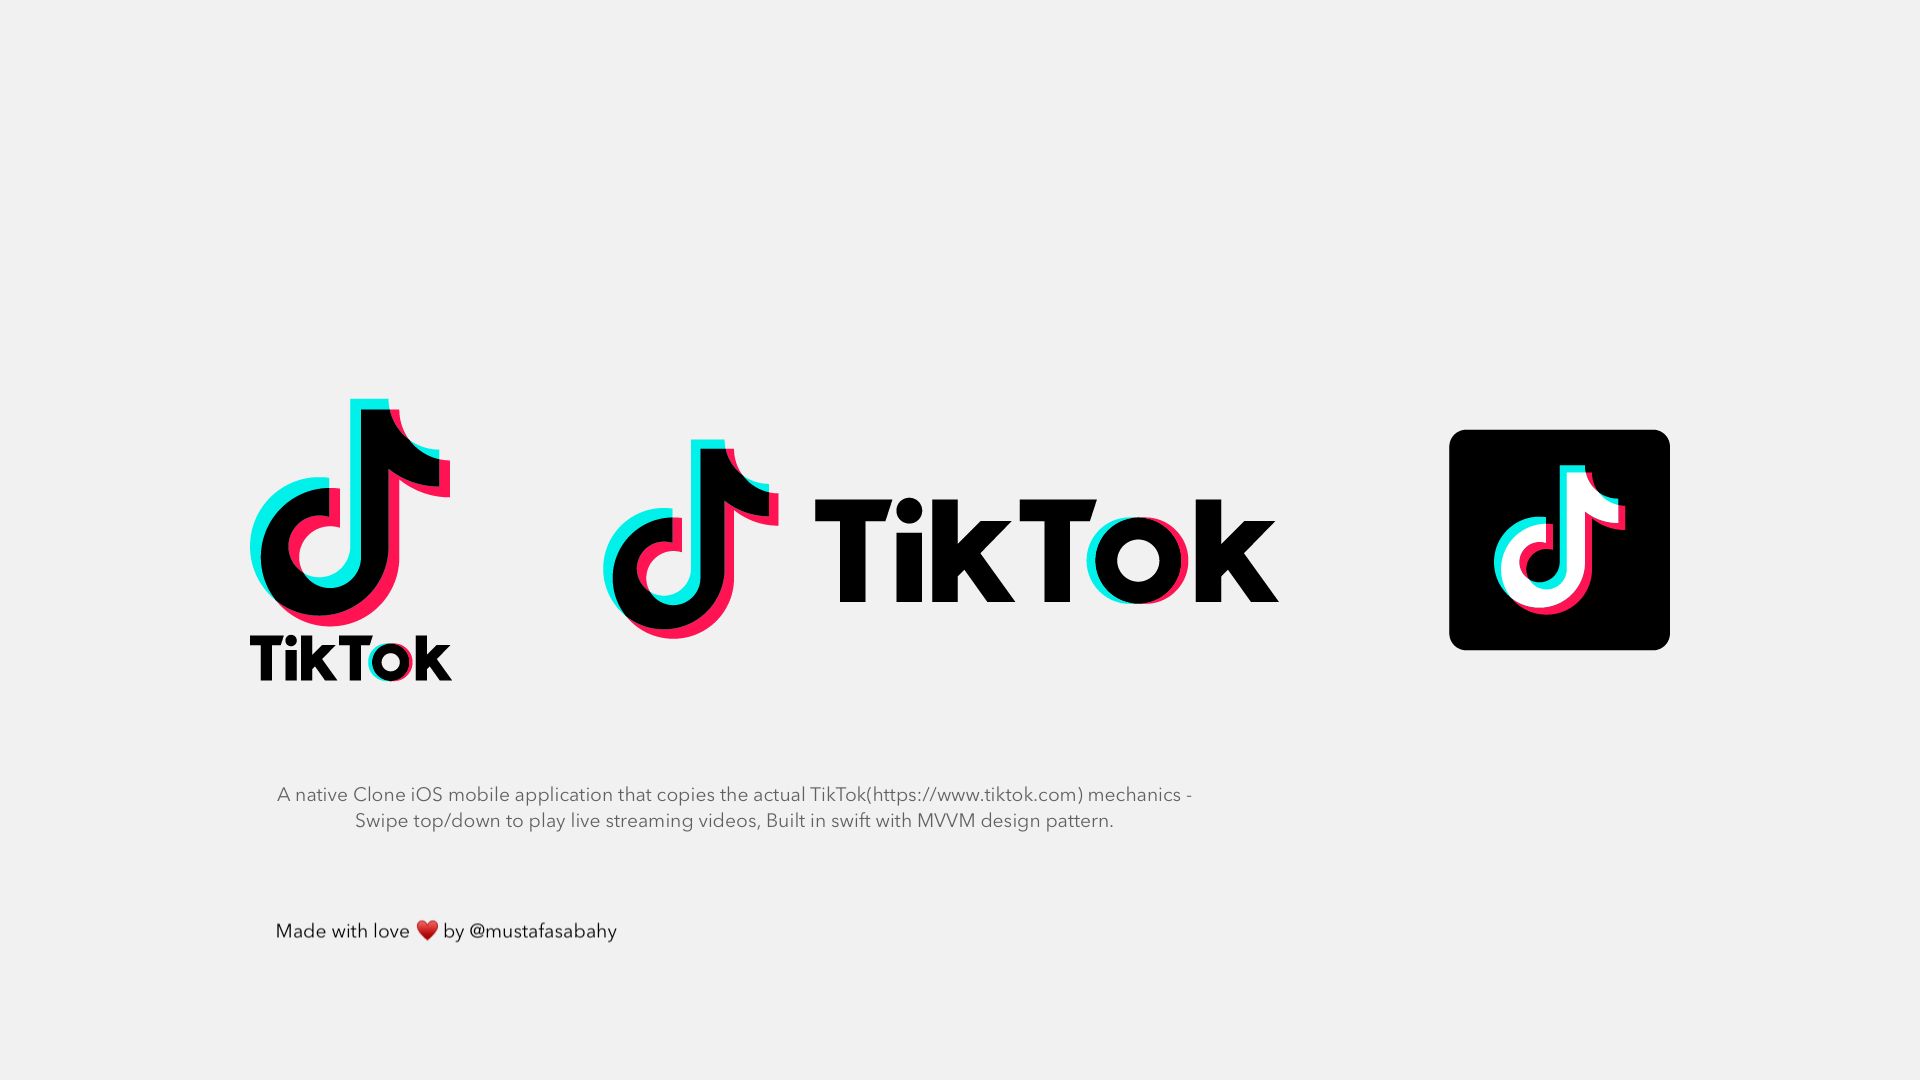 TikTok
TikTok
A native Clone iOS mobile application that copies the actual TikTok(https://www.tiktok.com) mechanics -
Swipe top/down to play live streaming videos, Built in swift with MVVM design pattern.
Made with love ♥️ by @mustafasabahy